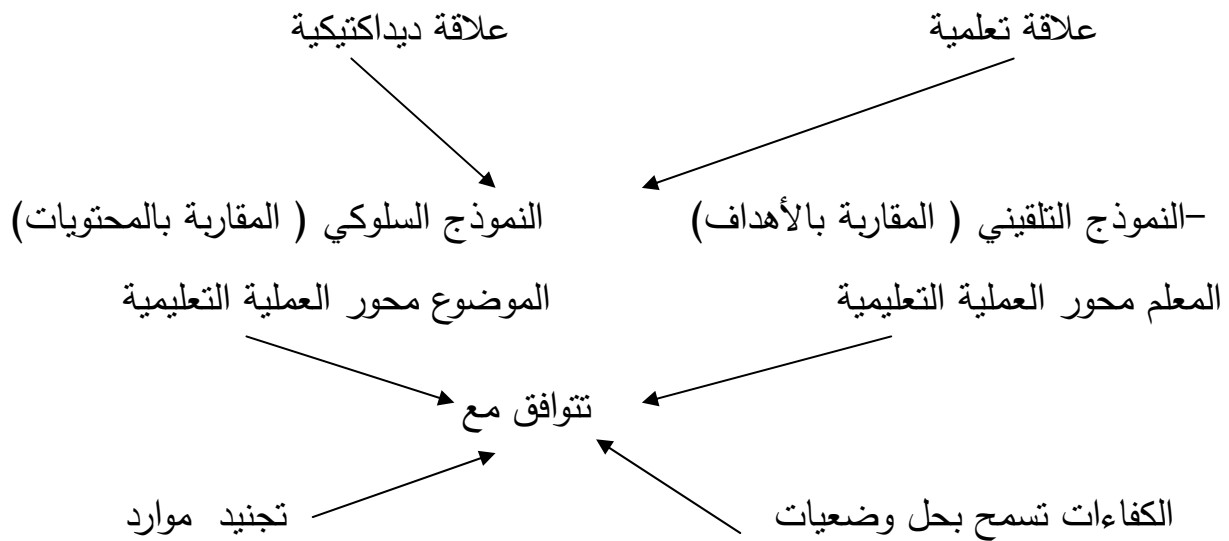 علاقة تعلمية علاقة ديداكتيكية
-النموذج التلقيني ( المقاربة بالأهداف) النموذج السلوكي ( المقاربة بالمحتويات)
المعلم محور العملية التعليمية الموضوع محور العملية التعليمية
تتوافق مع
الكفاءات تسمح بحل وضعيات تجنيد موارد